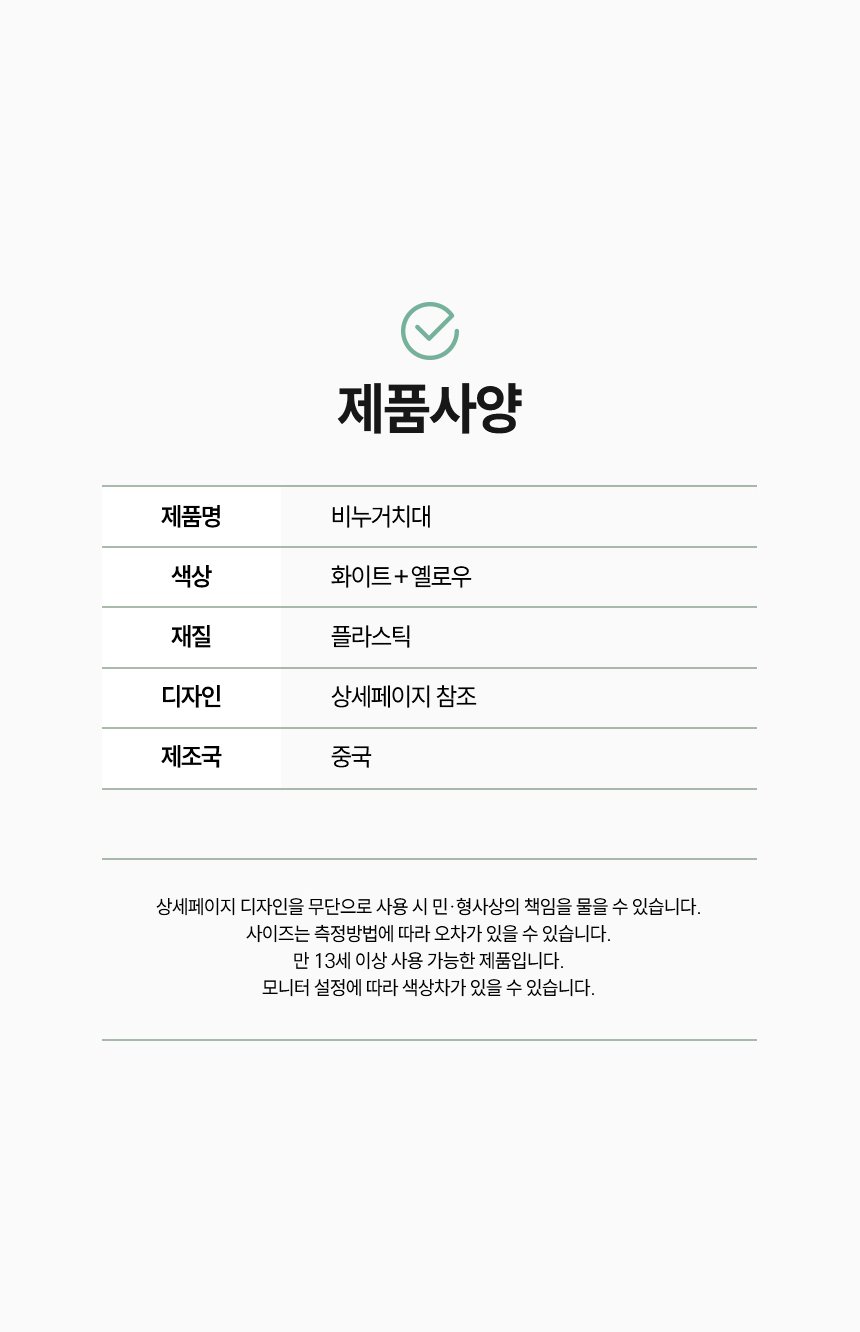 제품사양
제품명 비누거치대
색상 화이트+옐로우
재질 플라스틱
디자인 상세페이지 참조
제조국 중국
상세페이지 디자인을 무단으로 사용 시 민·형사상의 책임을 물을 수 있습니다.
사이즈는 측정방법에 따라 오차가 있을 수 있습니다.
만 13세 이상 사용 가능한 제품입니다.
모니터 설정에 따라 색상차가 있을 수 있습니다.